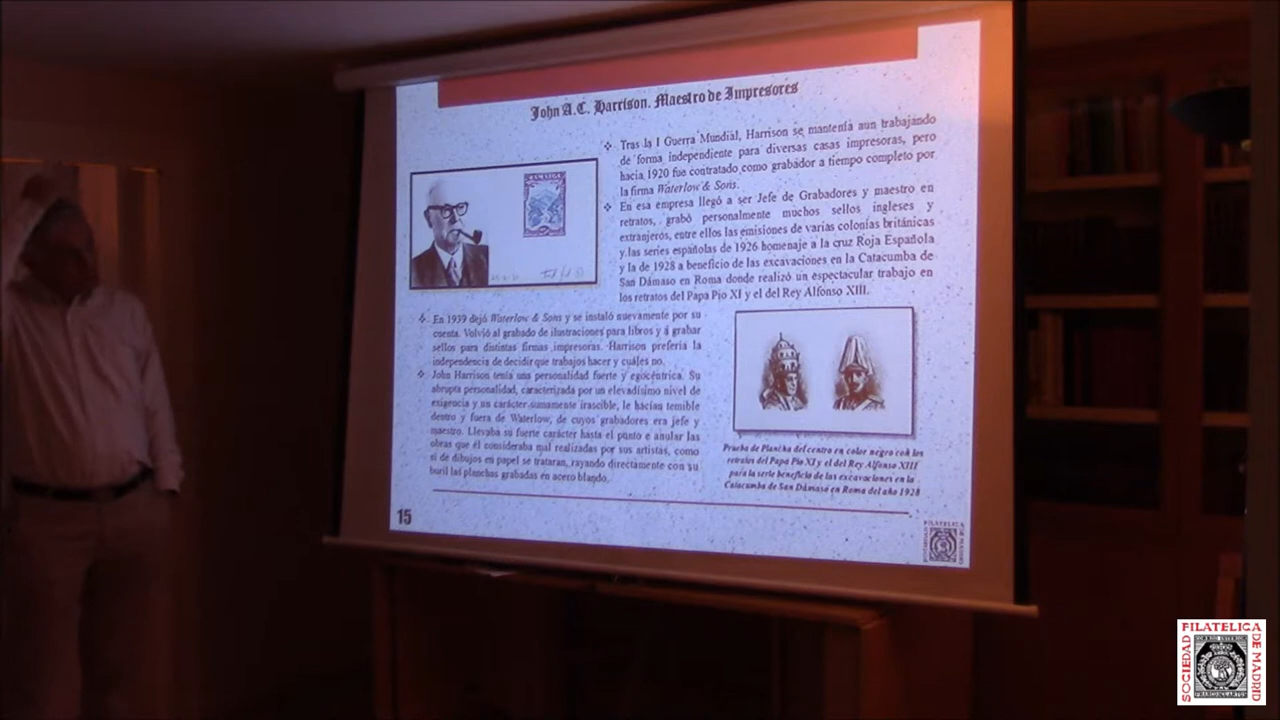 John A.C. Harrison. Maestro de Impresores
❖ Tras la I Guerra Mundial, Harrison se mantenía aun trabajando
de forma independiente para diversas casas impresoras, pero
hacia 1920 fue contratado como grabador a tiempo completo por
la firma Waterlow & Sons.
❖ En esa empresa llegó a ser Jefe de Grabadores y maestro en
retratos, grabó personalmente muchos sellos ingleses y
extranjeros, entre ellos las emisiones de varias colonias británicas
y las series españolas de 1926 homenaje a la cruz Roja Española
y la de 1928 a beneficio de las excavaciones en la Catacumba de
San Dámaso en Roma donde realizó un espectacular trabajo en
los retratos del Papa Pio XI y el del Rey Alfonso XIII.
JAMAICA
❖ En 1939 dejó Waterlow & Sons y se instaló nuevamente por su
cuenta. Volvió al grabado de ilustraciones para libros y a grabar
sellos para distintas firmas impresoras. Harrison prefería la
independencia de decidir que trabajos hacer y cuáles no.
❖ John Harrison tenía una personalidad fuerte y egocéntrica. Su
abrupta personalidad, caracterizada por un elevadísimo nivel de
exigencia y un carácter sumamente irascible, le hacían temible
dentro y fuera de Waterlow, de cuyos grabadores era jefe y
maestro. Llevaba su fuerte carácter hasta el punto e anular las
obras que él consideraba mal realizadas por sus artistas, como
si de dibujos en papel se trataran, rayando directamente con su
buril las planchas grabadas en acero blando.
Prueba de Plancha del centro en color negro con los
retratos del Papa Pio XI y el del Rey Alfonso XIII
para la serie beneficio de las excavaciones en la
Catacumba de San Dámaso en Roma del año 1928
15
SOCIEDAD FILATELICA DE MADRID
SOCIEDAD FILATELICA DE MADRID
CORREO EXTERIOR